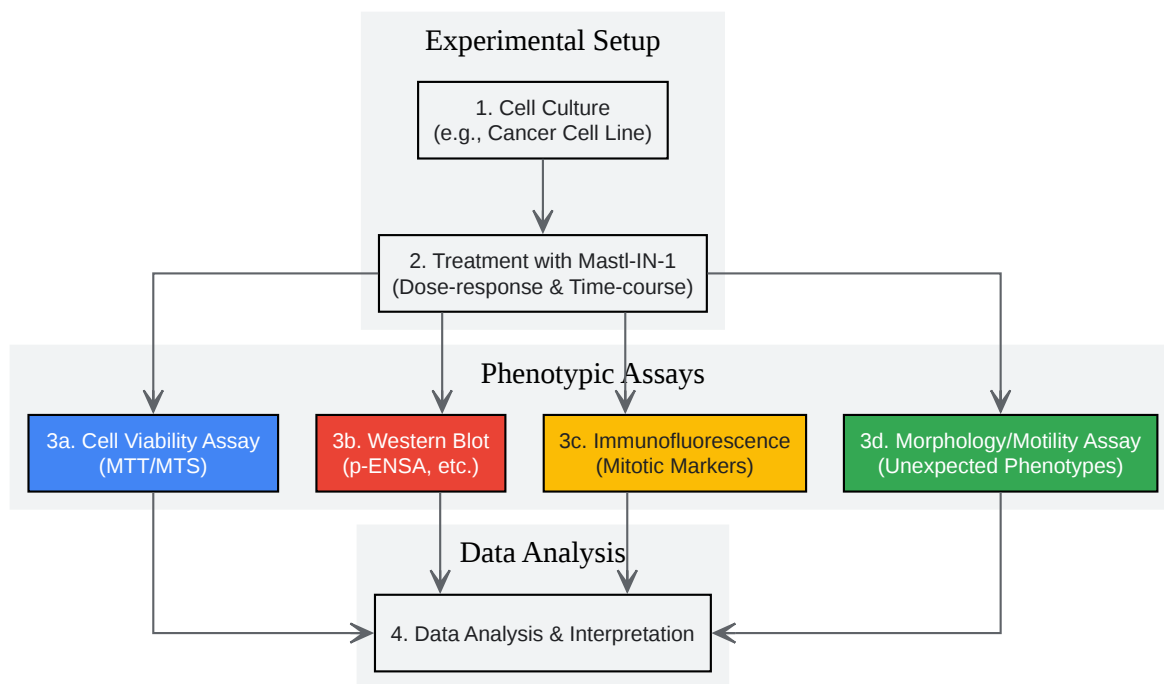 Experimental Setup
1. Cell Culture
(e.g., Cancer Cell Line)
2. Treatment with Mastl-IN-1
(Dose-response & Time-course)
Phenotypic Assays
3a. Cell Viability Assay
(MTT/MTS)
3b. Western Blot
(p-ENSA, etc.)
3c. Immunofluorescence
(Mitotic Markers)
3d. Morphology/Motility Assay
(Unexpected Phenotypes)
Data Analysis
4. Data Analysis & Interpretation